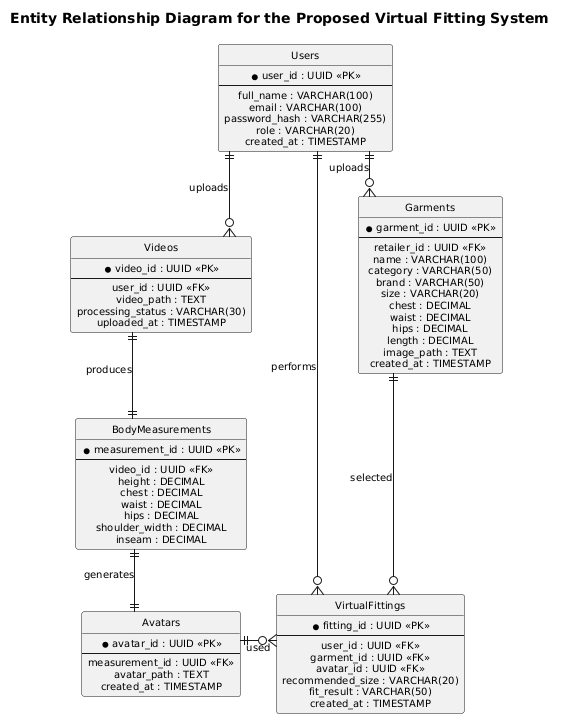 Entity Relationship Diagram for the Proposed Virtual Fitting System
Users
user_id : UUID «PK»
full_name : VARCHAR(100)
email : VARCHAR(100)
password_hash : VARCHAR(255)
role : VARCHAR(20)
created_at : TIMESTAMP
uploads
uploads
Garments
garment_id : UUID «PK»
retailer_id : UUID «FK»
name : VARCHAR(100)
category : VARCHAR(50)
brand : VARCHAR(50)
size : VARCHAR(20)
chest : DECIMAL
waist : DECIMAL
hips : DECIMAL
length : DECIMAL
image_path : TEXT
created_at : TIMESTAMP
Videos
video_id : UUID «PK»
user_id : UUID «FK»
video_path : TEXT
processing_status : VARCHAR(30)
uploaded_at : TIMESTAMP
produces
performs
BodyMeasurements
measurement_id : UUID «PK»
video_id : UUID «FK»
height : DECIMAL
chest : DECIMAL
waist : DECIMAL
hips : DECIMAL
shoulder_width : DECIMAL
inseam : DECIMAL
selected
generates
Avatars
avatar_id : UUID «PK»
measurement_id : UUID «FK»
avatar_path : TEXT
created_at : TIMESTAMP
used
VirtualFittings
fitting_id : UUID «PK»
user_id : UUID «FK»
garment_id : UUID «FK»
avatar_id : UUID «FK»
recommended_size : VARCHAR(20)
fit_result : VARCHAR(50)
created_at : TIMESTAMP